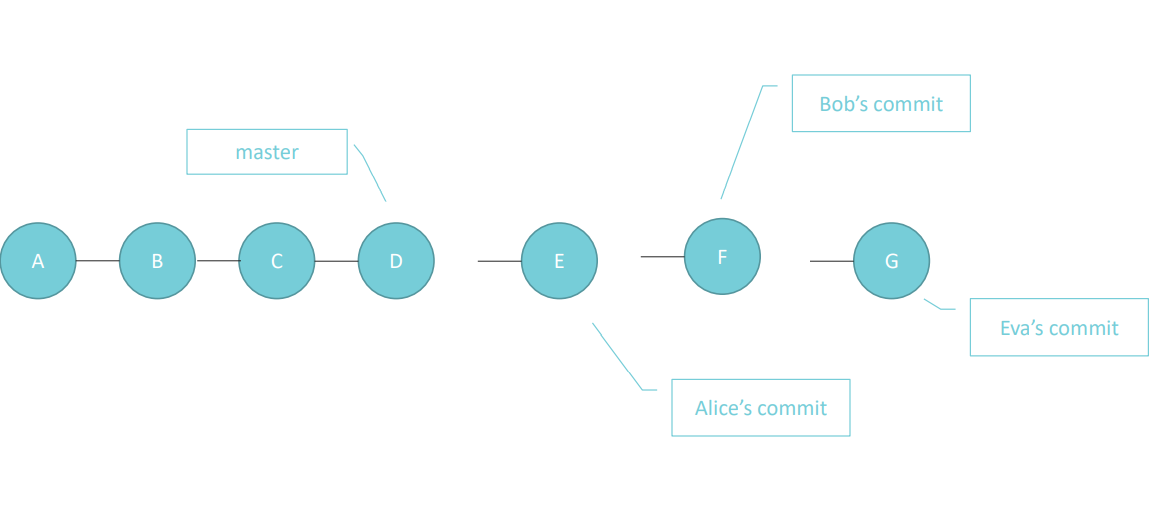 Bob’s commit
master
A
B
C
D
E
F
G
Eva’s commit
Alice’s commit